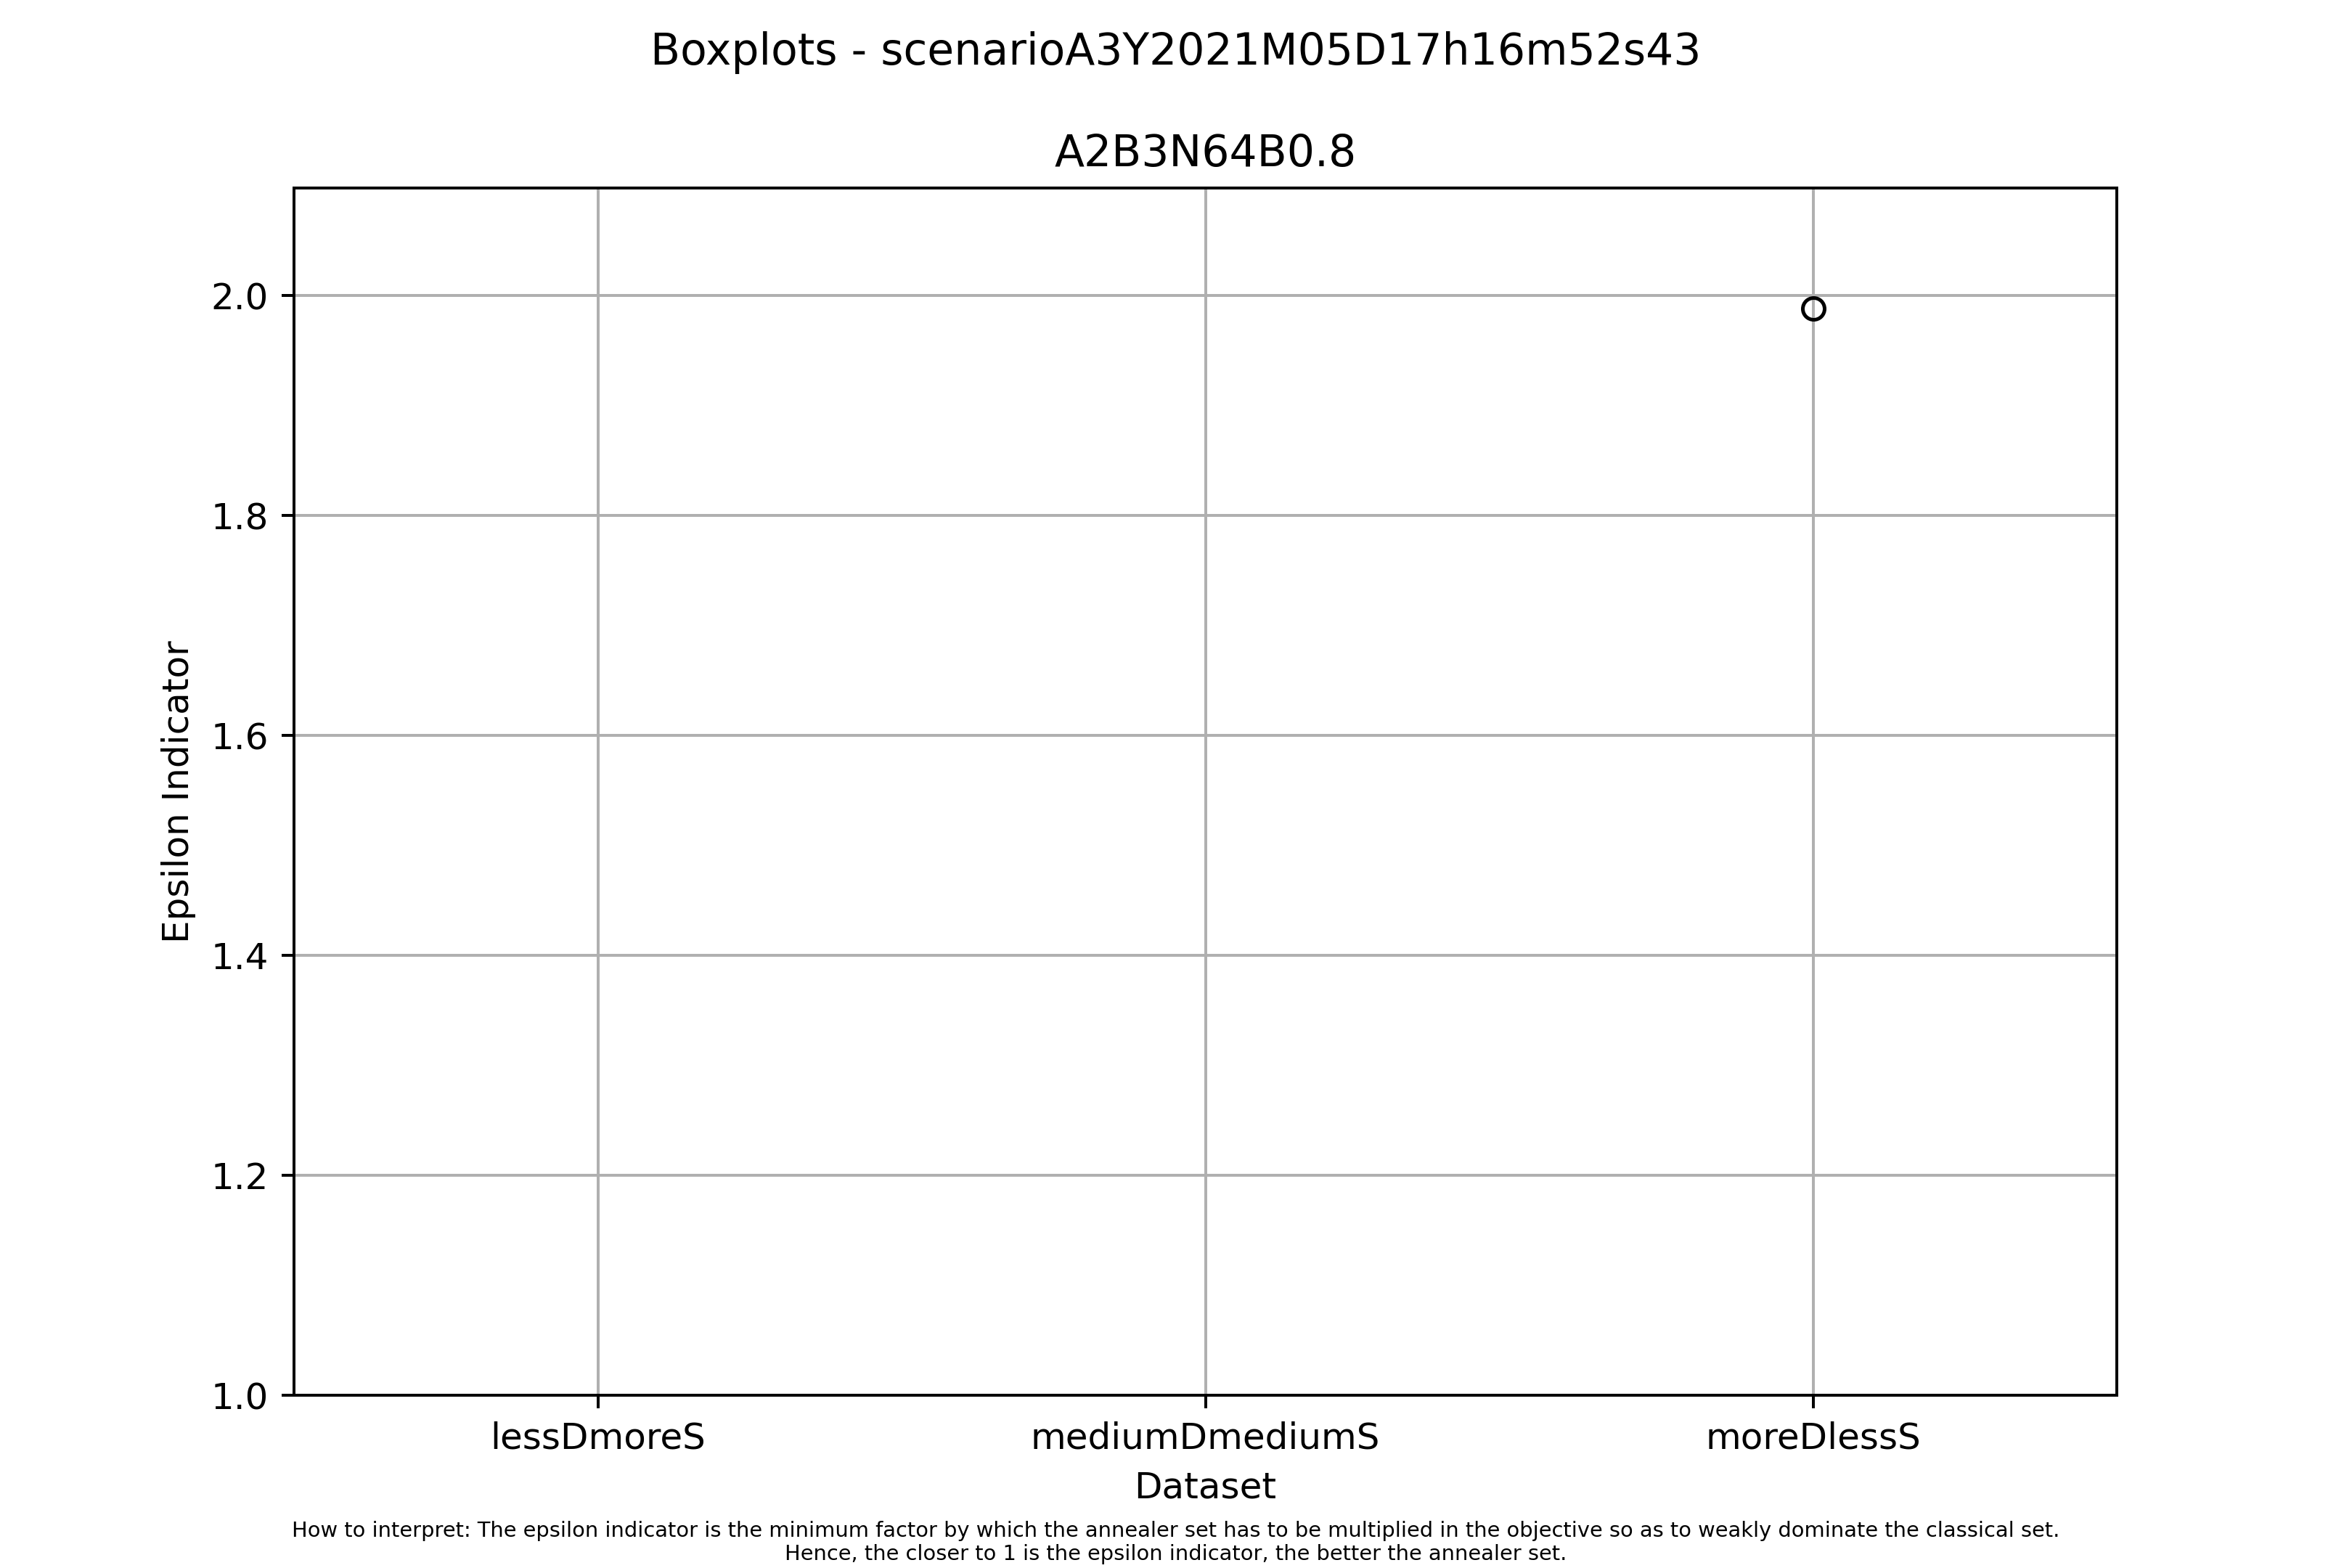 Boxplots - scenarioA3Y2021M05D17h16m52s43
A2B3N64B0.8
2.0
1.8
1.6
1.4
1.2
1.0
Epsilon Indicator
lessDmoreS
mediumDmediumS
moreDlessS
Dataset
How to interpret: The epsilon indicator is the minimum factor by which the annealer set has to be multiplied in the objective so as to weakly dominate the classical set.
Hence, the closer to 1 is the epsilon indicator, the better the annealer set.